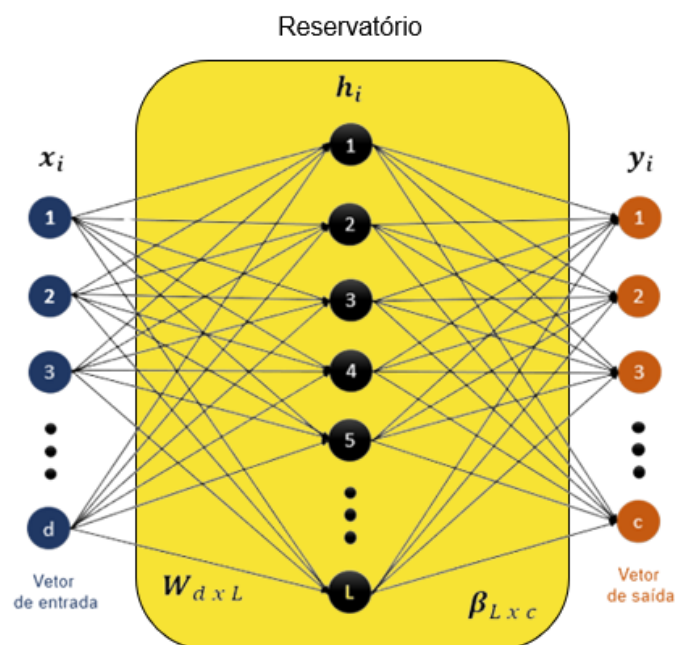 Reservatório
h_i
x_i
y_i
1
1
1
2
2
2
3
3
3
4
5
d
c
L
Vetor
de entrada
W_{d x L}
β_{L x c}
Vetor
de saída